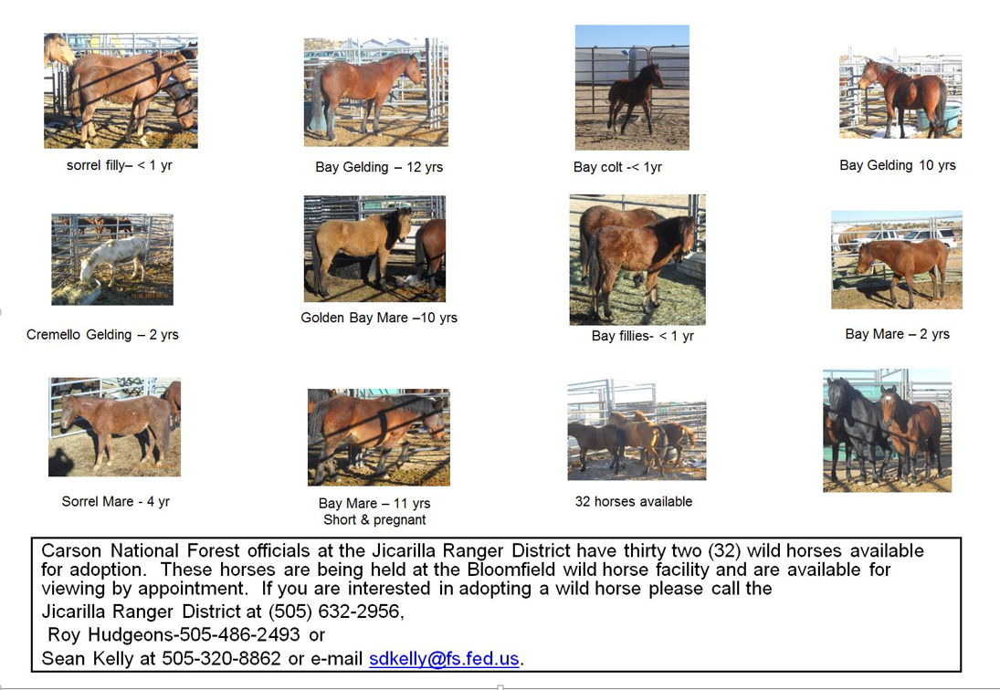 sorrel filly– < 1 yr
Bay Gelding – 12 yrs
Bay colt -< 1yr
Bay Gelding 10 yrs
Cremello Gelding – 2 yrs
Golden Bay Mare –10 yrs
Bay fillies- < 1 yr
Bay Mare – 2 yrs
Sorrel Mare - 4 yr
Bay Mare – 11 yrs
Short & pregnant
32 horses available
Carson National Forest officials at the Jicarilla Ranger District have thirty two (32) wild horses available
for adoption. These horses are being held at the Bloomfield wild horse facility and are available for
viewing by appointment. If you are interested in adopting a wild horse please call the
Jicarilla Ranger District at (505) 632-2956,
Roy Hudgeons-505-486-2493 or
Sean Kelly at 505-320-8862 or e-mail sdkelly@fs.fed.us.